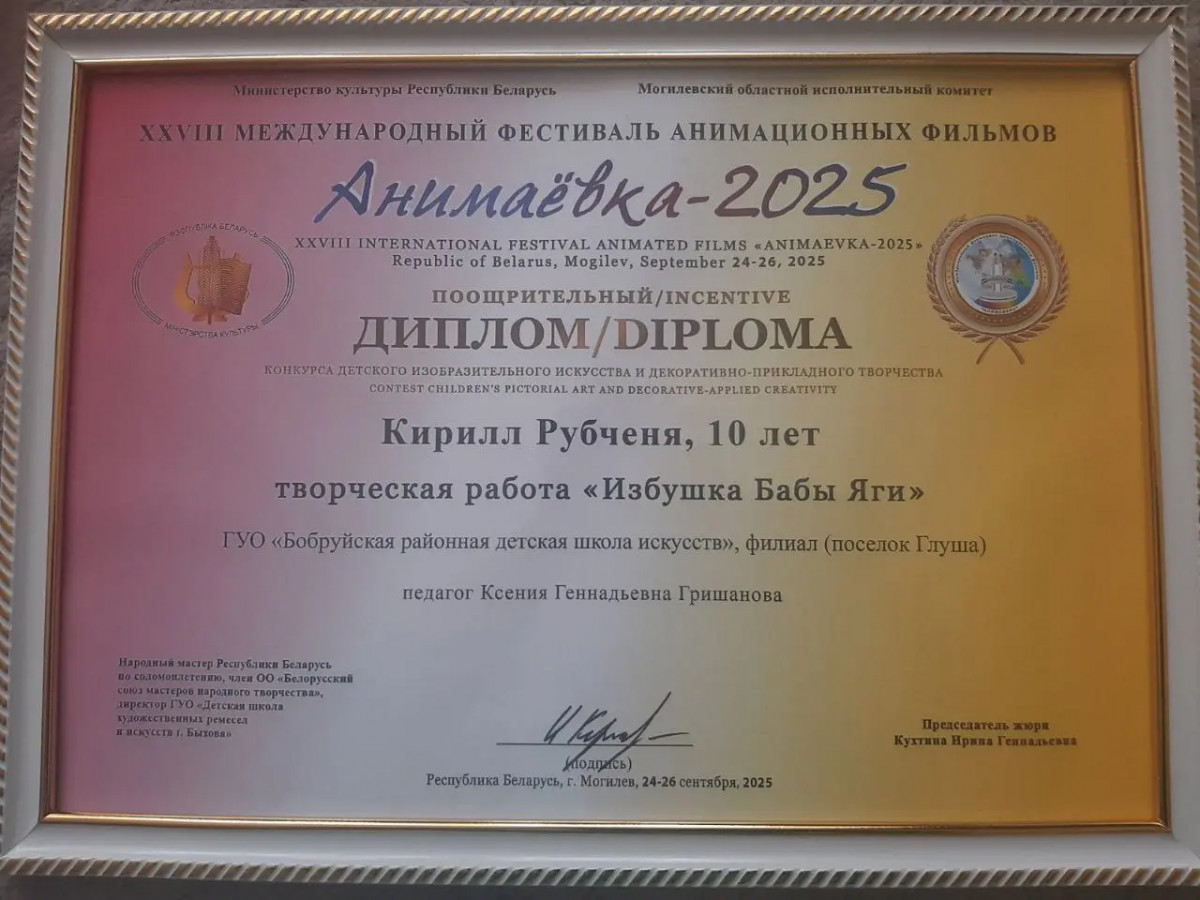 Министерство культуры Республики Беларусь
Могилевский областной исполнительный комитет
XXVIII МЕЖДУНАРОДНЫЙ ФЕСТИВАЛЬ АНИМАЦИОННЫХ ФИЛЬМОВ
Анимаёвка-2025
XXVIII INTERNATIONAL FESTIVAL ANIMATED FILMS «ANIMAEVKA-2025»
Republic of Belarus, Mogilev, September 24-26, 2025
РЭСПУБЛІКА БЕЛАРУСЬ
МІНІСТЭРСТВА КУЛЬТУРЫ
ПООЩРИТЕЛЬНЫЙ/INCENTIVE
ДИПЛОМ/DIPLOMA
КОНКУРСА ДЕТСКОГО ИЗОБРАЗИТЕЛЬНОГО ИСКУССТВА И ДЕКОРАТИВНО-ПРИКЛАДНОГО ТВОРЧЕСТВА
CONTEST CHILDREN'S PICTORIAL ART AND DECORATIVE-APPLIED CREATIVITY
Кирилл Рубченя, 10 лет
творческая работа «Избушка Бабы Яги»
ГУО «Бобруйская районная детская школа искусств», филиал (поселок Глуша)
педагог Ксения Геннадьевна Гришанова
Народный мастер Республики Беларусь
по соломоплетению, член ОО «Белорусский
союз мастеров народного творчества»,
директор ГУО «Детская школа
художественных ремесел
и искусств г. Быхова»
(подпись)
Республика Беларусь, г. Могилев, 24-26 сентября, 2025
Председатель жюри
Кухтина Ирина Геннадьевна